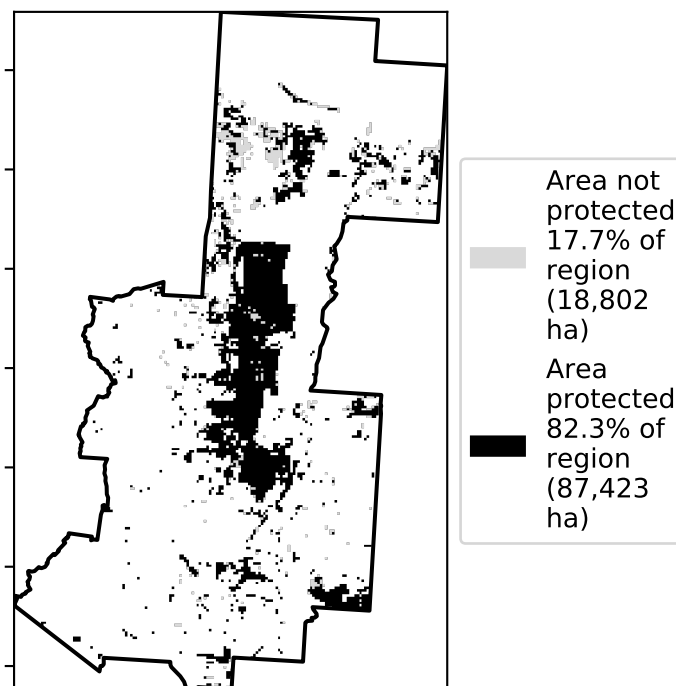 Area not
protected
17.7% of
region
(18,802
ha)
Area
protected
82.3% of
region
(87,423
ha)